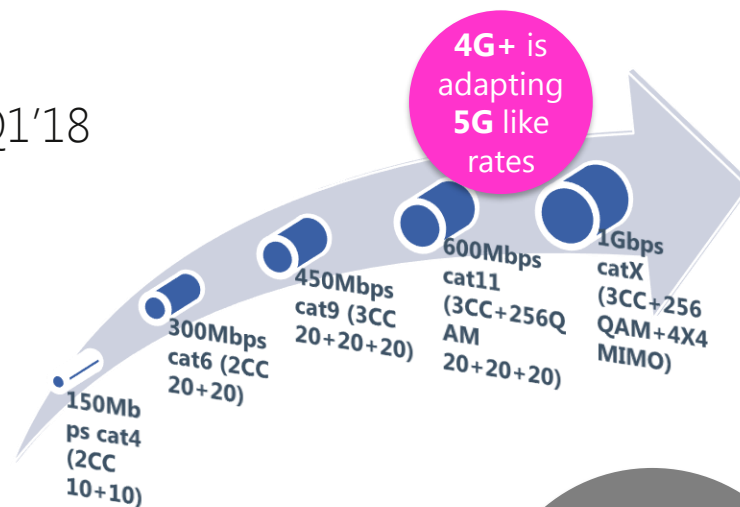 Q1'18
4G+ is
adapting
5G like
rates
150Mb
ps cat4
(2CC
10+10)
300Mbps
cat6 (2CC
20+20)
450Mbps
cat9 (3CC
20+20+20)
600Mbps
cat11
(3CC+256Q
AM
20+20+20)
1Gbps
catX
(3CC+256
QAM+4X4
MIMO)